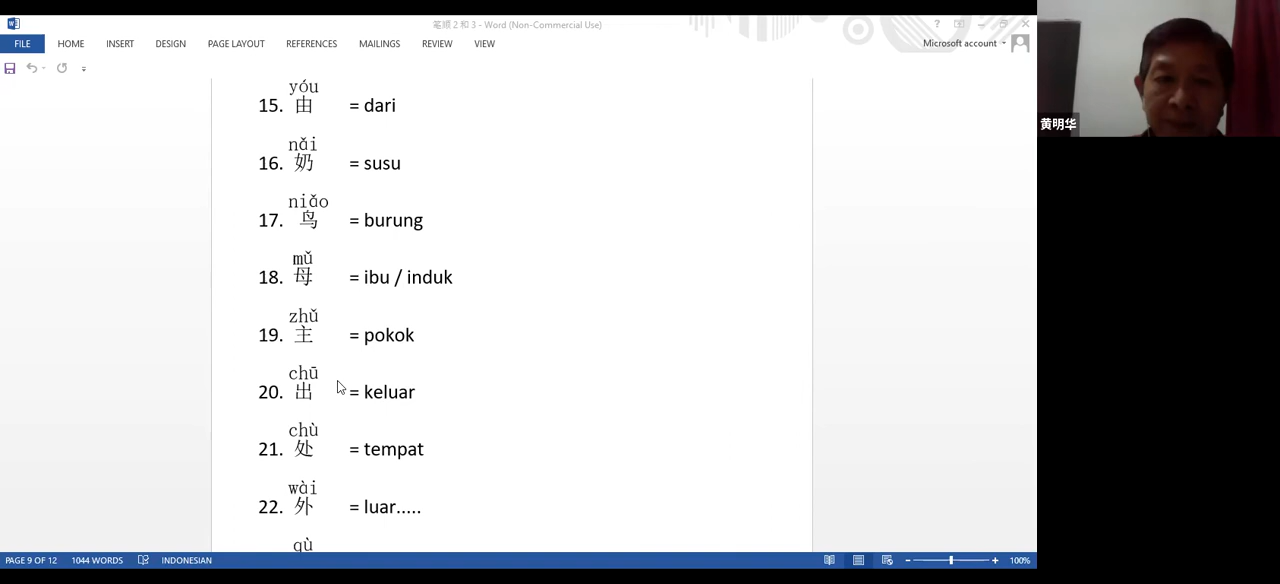 笔顺 2 和 3 - Word (Non-Commercial Use)
FILE HOME INSERT DESIGN PAGE LAYOUT REFERENCES MAILINGS REVIEW VIEW
Microsoft account
黄明华
yóu
15. 由 = dari
nǎi
16. 奶 = susu
niǎo
17. 鸟 = burung
mǔ
18. 母 = ibu / induk
zhǔ
19. 主 = pokok
chū
20. 出 = keluar
chù
21. 处 = tempat
wài
22. 外 = luar.....
qù
PAGE 9 OF 12 1044 WORDS INDONESIAN 100%